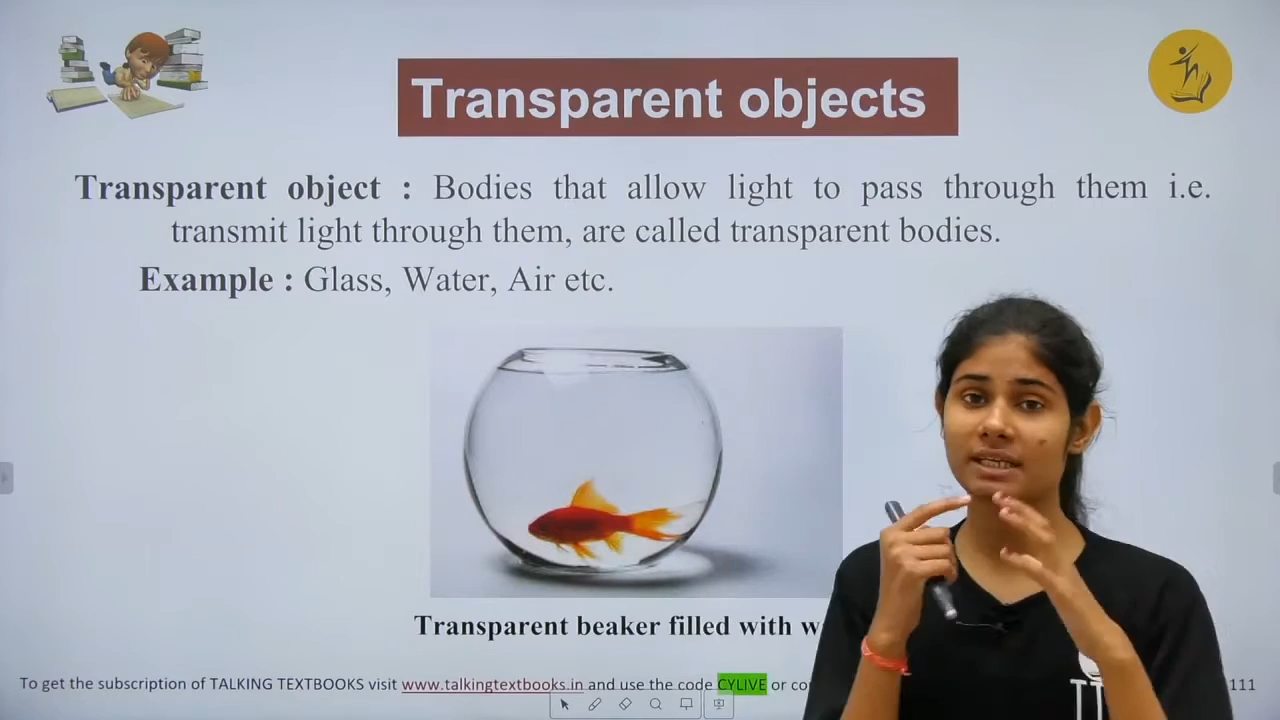 Transparent objects
Transparent object : Bodies that allow light to pass through them i.e.
transmit light through them, are called transparent bodies.
Example : Glass, Water, Air etc.
Transparent beaker filled with
To get the subscription of TALKING TEXTBOOKS visit www.talkingtextbooks.in and use the code CYLIVE or
111